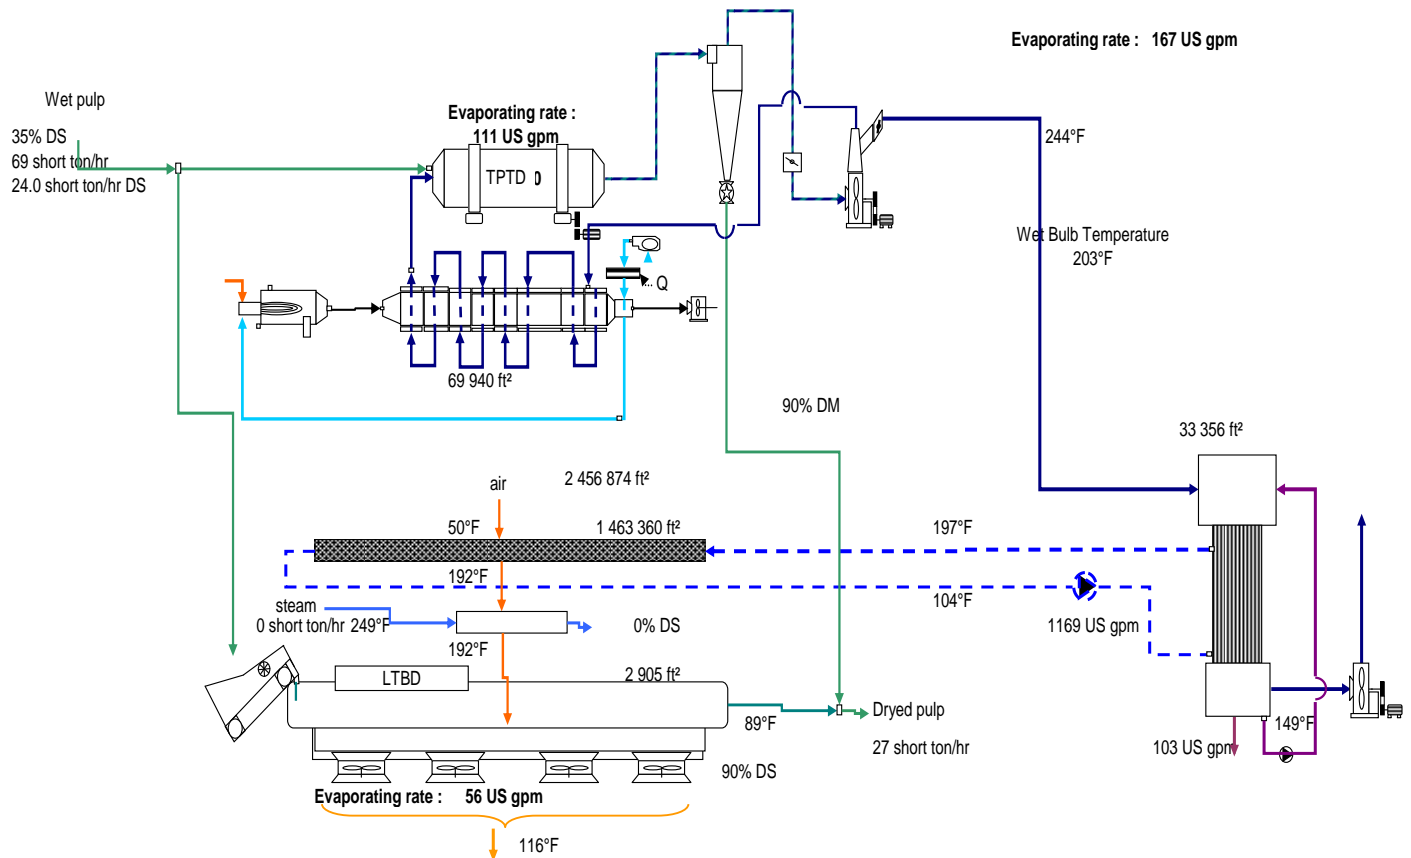 Evaporating rate : 167 US gpm
Wet pulp
35% DS
69 short ton/hr
24.0 short ton/hr DS
Evaporating rate :
111 US gpm
TPTD
244°F
Wet Bulb Temperature
203°F
Q
69 940 ft²
90% DM
33 356 ft²
air
2 456 874 ft²
50°F
1 463 360 ft²
197°F
192°F
104°F
steam
0 short ton/hr 249°F
0% DS
1169 US gpm
192°F
LTBD
2 905 ft²
89°F
Dryed pulp
149°F
27 short ton/hr
103 US gpm
90% DS
Evaporating rate : 56 US gpm
116°F